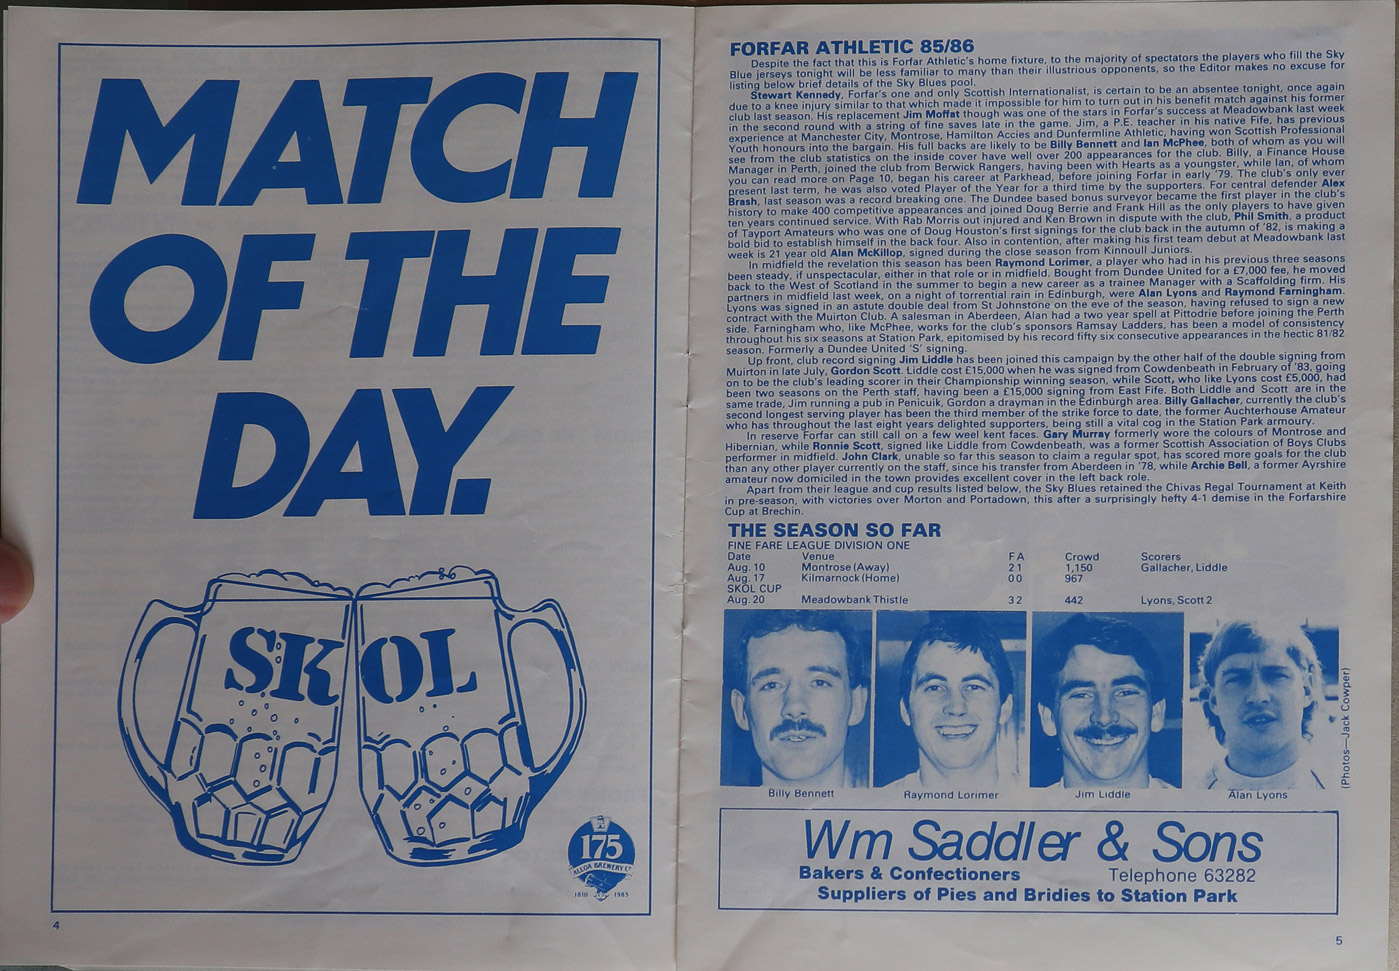 MATCH
OF THE
DAY.
SKOL
175
ALLOA BREWERY Co
1810 1985
4
FORFAR ATHLETIC 85/86
Despite the fact that this is Forfar Athletic's home fixture, to the majority of spectators the players who fill the Sky
Blue jerseys tonight will be less familiar to many than their illustrious opponents, so the Editor makes no excuse for
listing below brief details of the Sky Blues pool.
Stewart Kennedy, Forfar's one and only Scottish Internationalist, is certain to be an absentee tonight, once again
due to a knee injury similar to that which made it impossible for him to turn out in his benefit match against his former
club last season. His replacement Jim Moffat though was one of the stars in Forfar's success at Meadowbank last week
in the second round with a string of fine saves late in the game. Jim, a P.E. teacher in his native Fife, has previous
experience at Manchester City, Montrose, Hamilton Accies and Dunfermline Athletic, having won Scottish Professional
Youth honours into the bargain. His full backs are likely to be Billy Bennett and Ian McPhee, both of whom as you will
see from the club statistics on the inside cover have well over 200 appearances for the club. Billy, a Finance House
Manager in Perth, joined the club from Berwick Rangers, having been with Hearts as a youngster, while Ian, of whom
you can read more on Page 10, began his career at Parkhead, before joining Forfar in early '79. The club's only ever
present last term, he was also voted Player of the Year for a third time by the supporters. For central defender Alex
Brash, last season was a record breaking one. The Dundee based bonus surveyor became the first player in the club's
history to make 400 competitive appearances and joined Doug Berrie and Frank Hill as the only players to have given
ten years continued service. With Rab Morris out injured and Ken Brown in dispute with the club, Phil Smith, a product
of Tayport Amateurs who was one of Doug Houston's first signings for the club back in the autumn of '82, is making a
bold bid to establish himself in the back four. Also in contention, after making his first team debut at Meadowbank last
week is 21 year old Alan McKillop, signed during the close season from Kinnoull Juniors.
In midfield the revelation this season has been Raymond Lorimer, a player who had in his previous three seasons
been steady, if unspectacular, either in that role or in midfield. Bought from Dundee United for a £7,000 fee, he moved
back to the West of Scotland in the summer to begin a new career as a trainee Manager with a Scaffolding firm. His
partners in midfield last week, on a night of torrential rain in Edinburgh, were Alan Lyons and Raymond Farningham.
Lyons was signed in an astute double deal from St Johnstone on the eve of the season, having refused to sign a new
contract with the Muirton Club. A salesman in Aberdeen, Alan had a two year spell at Pittodrie before joining the Perth
side. Farningham who, like McPhee, works for the club's sponsors Ramsay Ladders, has been a model of consistency
throughout his six seasons at Station Park, epitomised by his record fifty six consecutive appearances in the hectic 81/82
season. Formerly a Dundee United 'S' signing.
Up front, club record signing Jim Liddle has been joined this campaign by the other half of the double signing from
Muirton in late July, Gordon Scott. Liddle cost £15,000 when he was signed from Cowdenbeath in February of '83, going
on to be the club's leading scorer in their Championship winning season, while Scott, who like Lyons cost £5,000, had
been two seasons on the Perth staff, having been a £15,000 signing from East Fife. Both Liddle and Scott are in the
same trade, Jim running a pub in Penicuik, Gordon a drayman in the Edinburgh area. Billy Gallacher, currently the club's
second longest serving player has been the third member of the strike force to date, the former Auchterhouse Amateur
who has throughout the last eight years delighted supporters, being still a vital cog in the Station Park armoury.
In reserve Forfar can still call on a few weel kent faces. Gary Murray formerly wore the colours of Montrose and
Hibernian, while Ronnie Scott, signed like Liddle from Cowdenbeath, was a former Scottish Association of Boys Clubs
performer in midfield. John Clark, unable so far this season to claim a regular spot, has scored more goals for the club
than any other player currently on the staff, since his transfer from Aberdeen in '78, while Archie Bell, a former Ayrshire
amateur now domiciled in the town provides excellent cover in the left back role.
Apart from their league and cup results listed below, the Sky Blues retained the Chivas Regal Tournament at Keith
in pre-season, with victories over Morton and Portadown, this after a surprisingly hefty 4-1 demise in the Forfarshire
Cup at Brechin.
THE SEASON SO FAR
FINE FARE LEAGUE DIVISION ONE
Date Venue F A Crowd Scorers
Aug. 10 Montrose (Away) 2 1 1,150 Gallacher, Liddle
Aug. 17 Kilmarnock (Home) 0 0 967
SKOL CUP
Aug. 20 Meadowbank Thistle 3 2 442 Lyons, Scott 2
(Photos—Jack Cowper)
Billy Bennett Raymond Lorimer Jim Liddle Alan Lyons
Wm Saddler & Sons
Bakers & Confectioners Telephone 63282
Suppliers of Pies and Bridies to Station Park
5